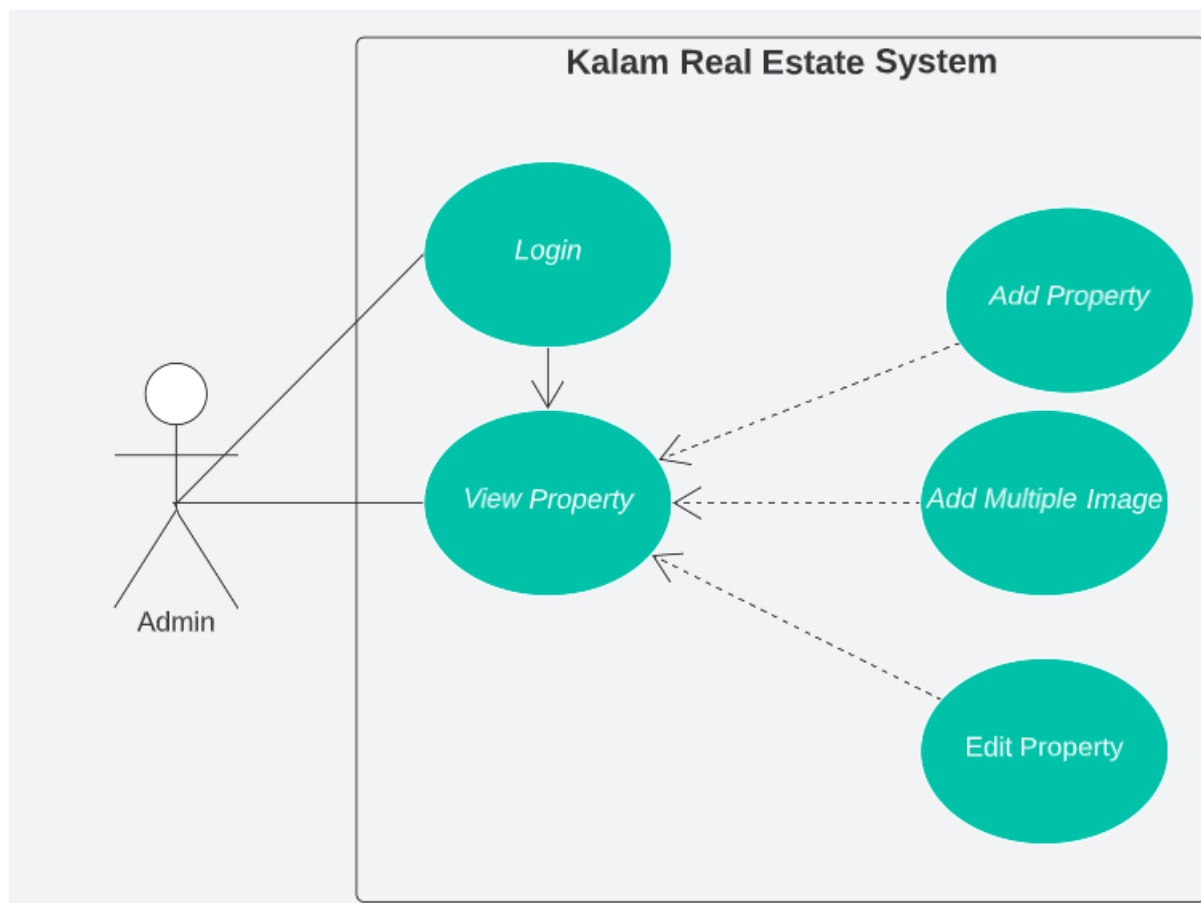 Kalam Real Estate System
Login
Add Property
View Property
Add Multiple Image
Admin
Edit Property